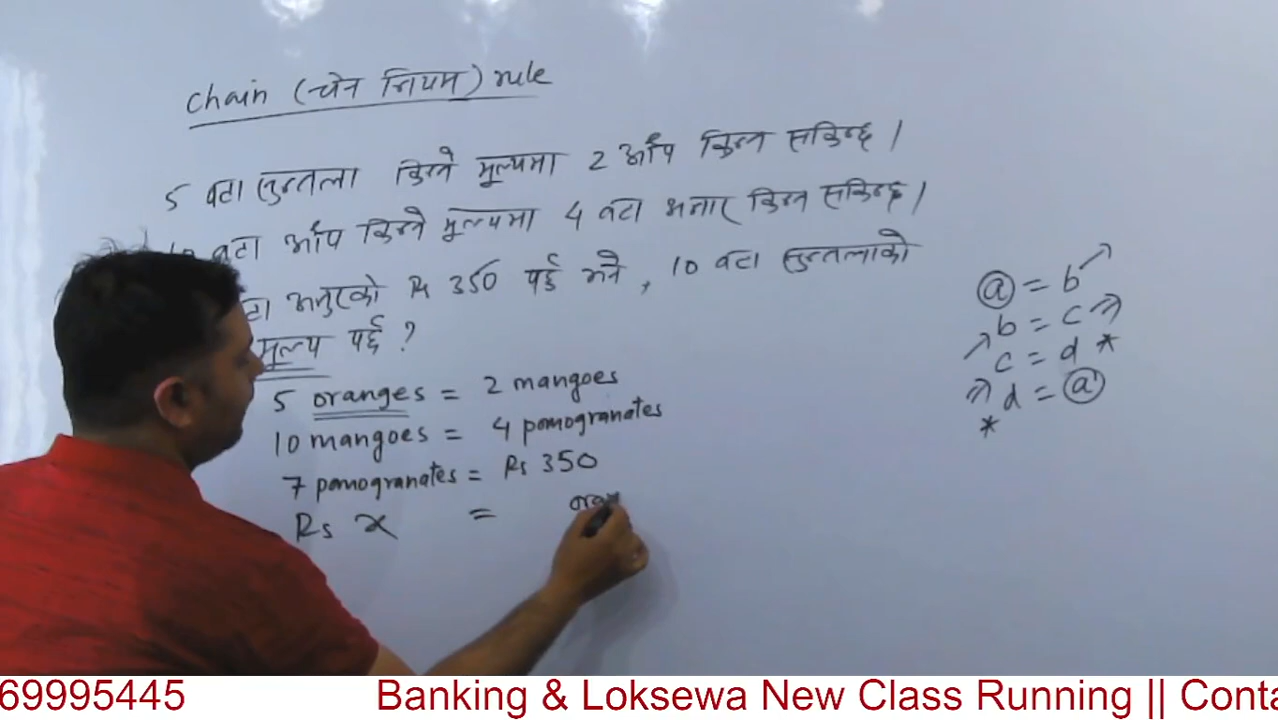 chain (चेन नियम) rule
5 वटा सुन्तला किन्ने मूल्यमा 2 आँप किन्न सकिन्छ।
वटा आँप किन्ने मूल्यमा 4 वटा अनार किन्न सकिन्छ।
टा अनारको Rs 350 पर्छ भने, 10 वटा सुन्तलाको
मूल्य पर्छ?
5 oranges = 2 mangoes
10 mangoes = 4 pomogranates
7 pomogranates = Rs 350
Rs x =
a = b
b = c
c = d *
d = a
*
69995445 Banking & Loksewa New Class Running || Conta